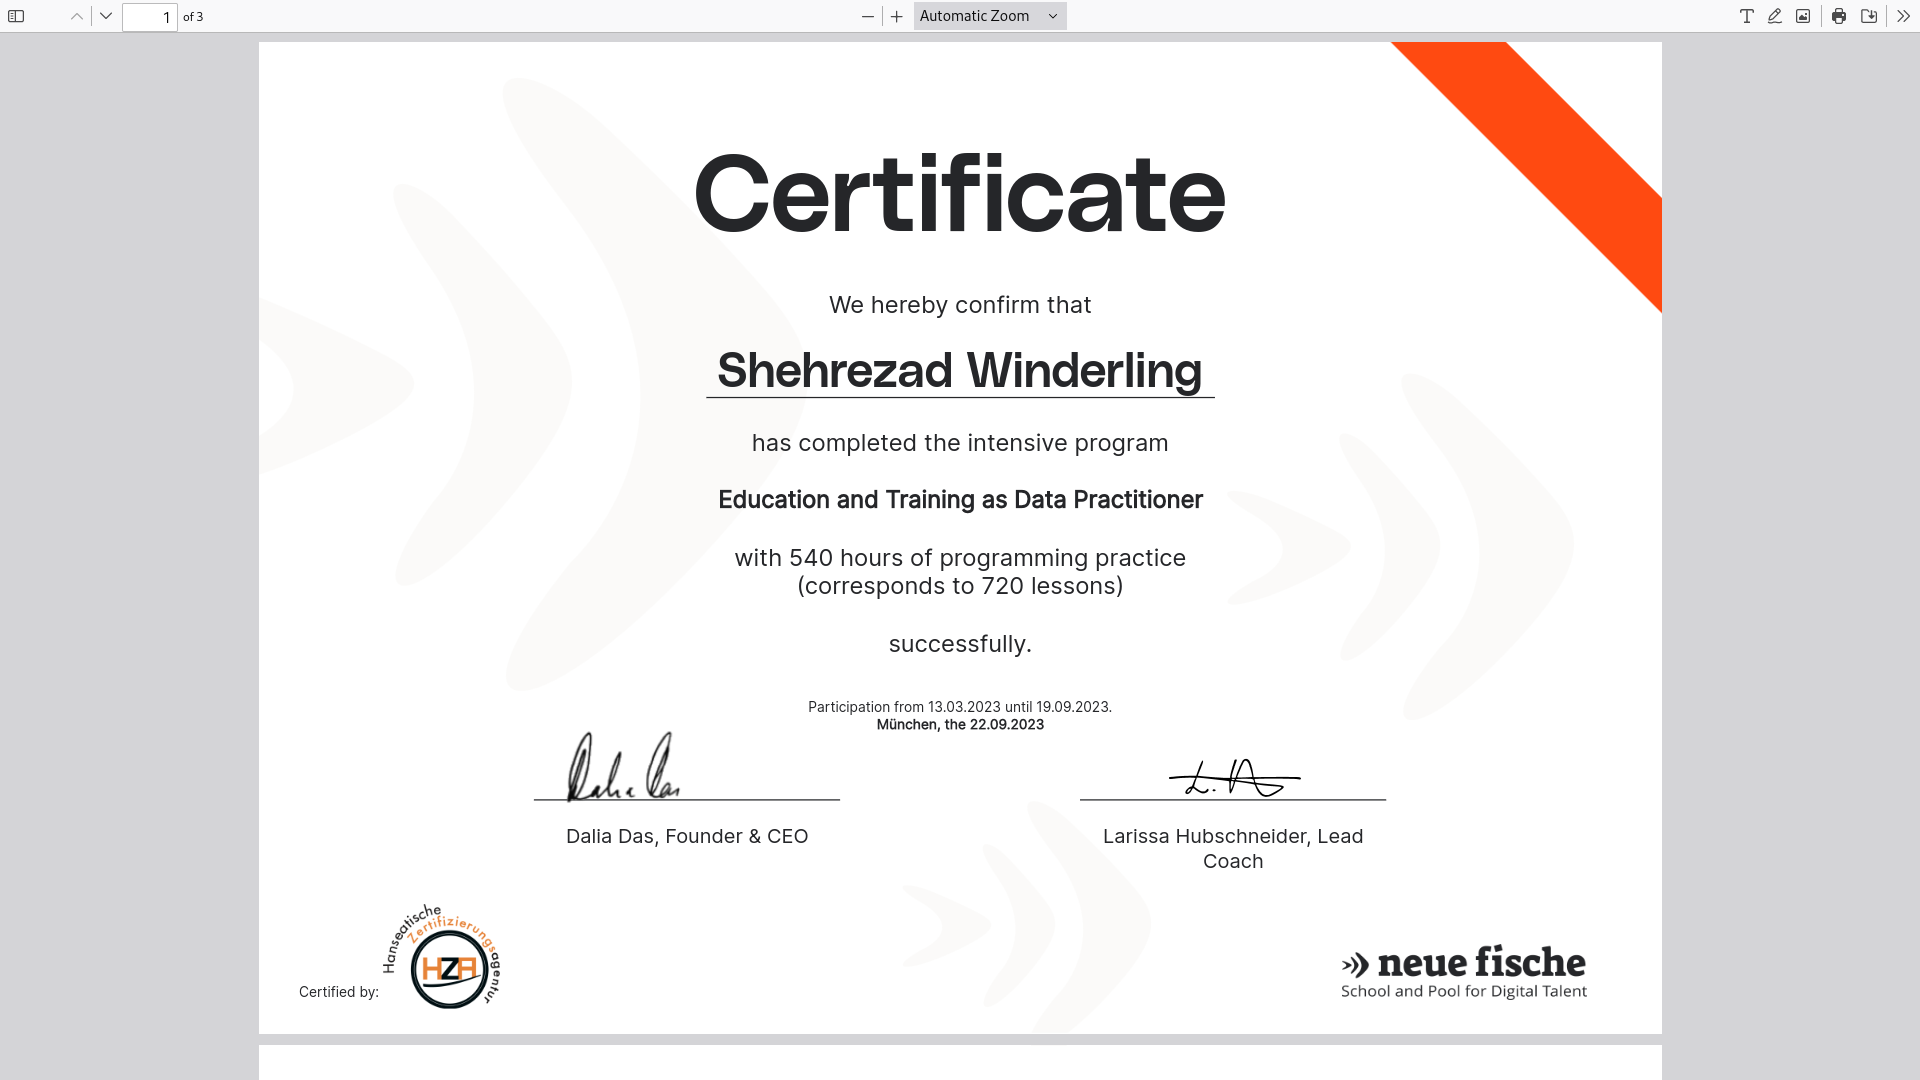 1 of 3 Automatic Zoom
Certificate
We hereby confirm that
Shehrezad Winderling
has completed the intensive program
Education and Training as Data Practitioner
with 540 hours of programming practice
(corresponds to 720 lessons)
successfully.
Participation from 13.03.2023 until 19.09.2023.
München, the 22.09.2023
Dalia Das
L. H
Dalia Das, Founder & CEO
Larissa Hubschneider, Lead
Coach
Certified by:
Hanseatische
Zertifizierungsagentur
HZA
neue fische
School and Pool for Digital Talent